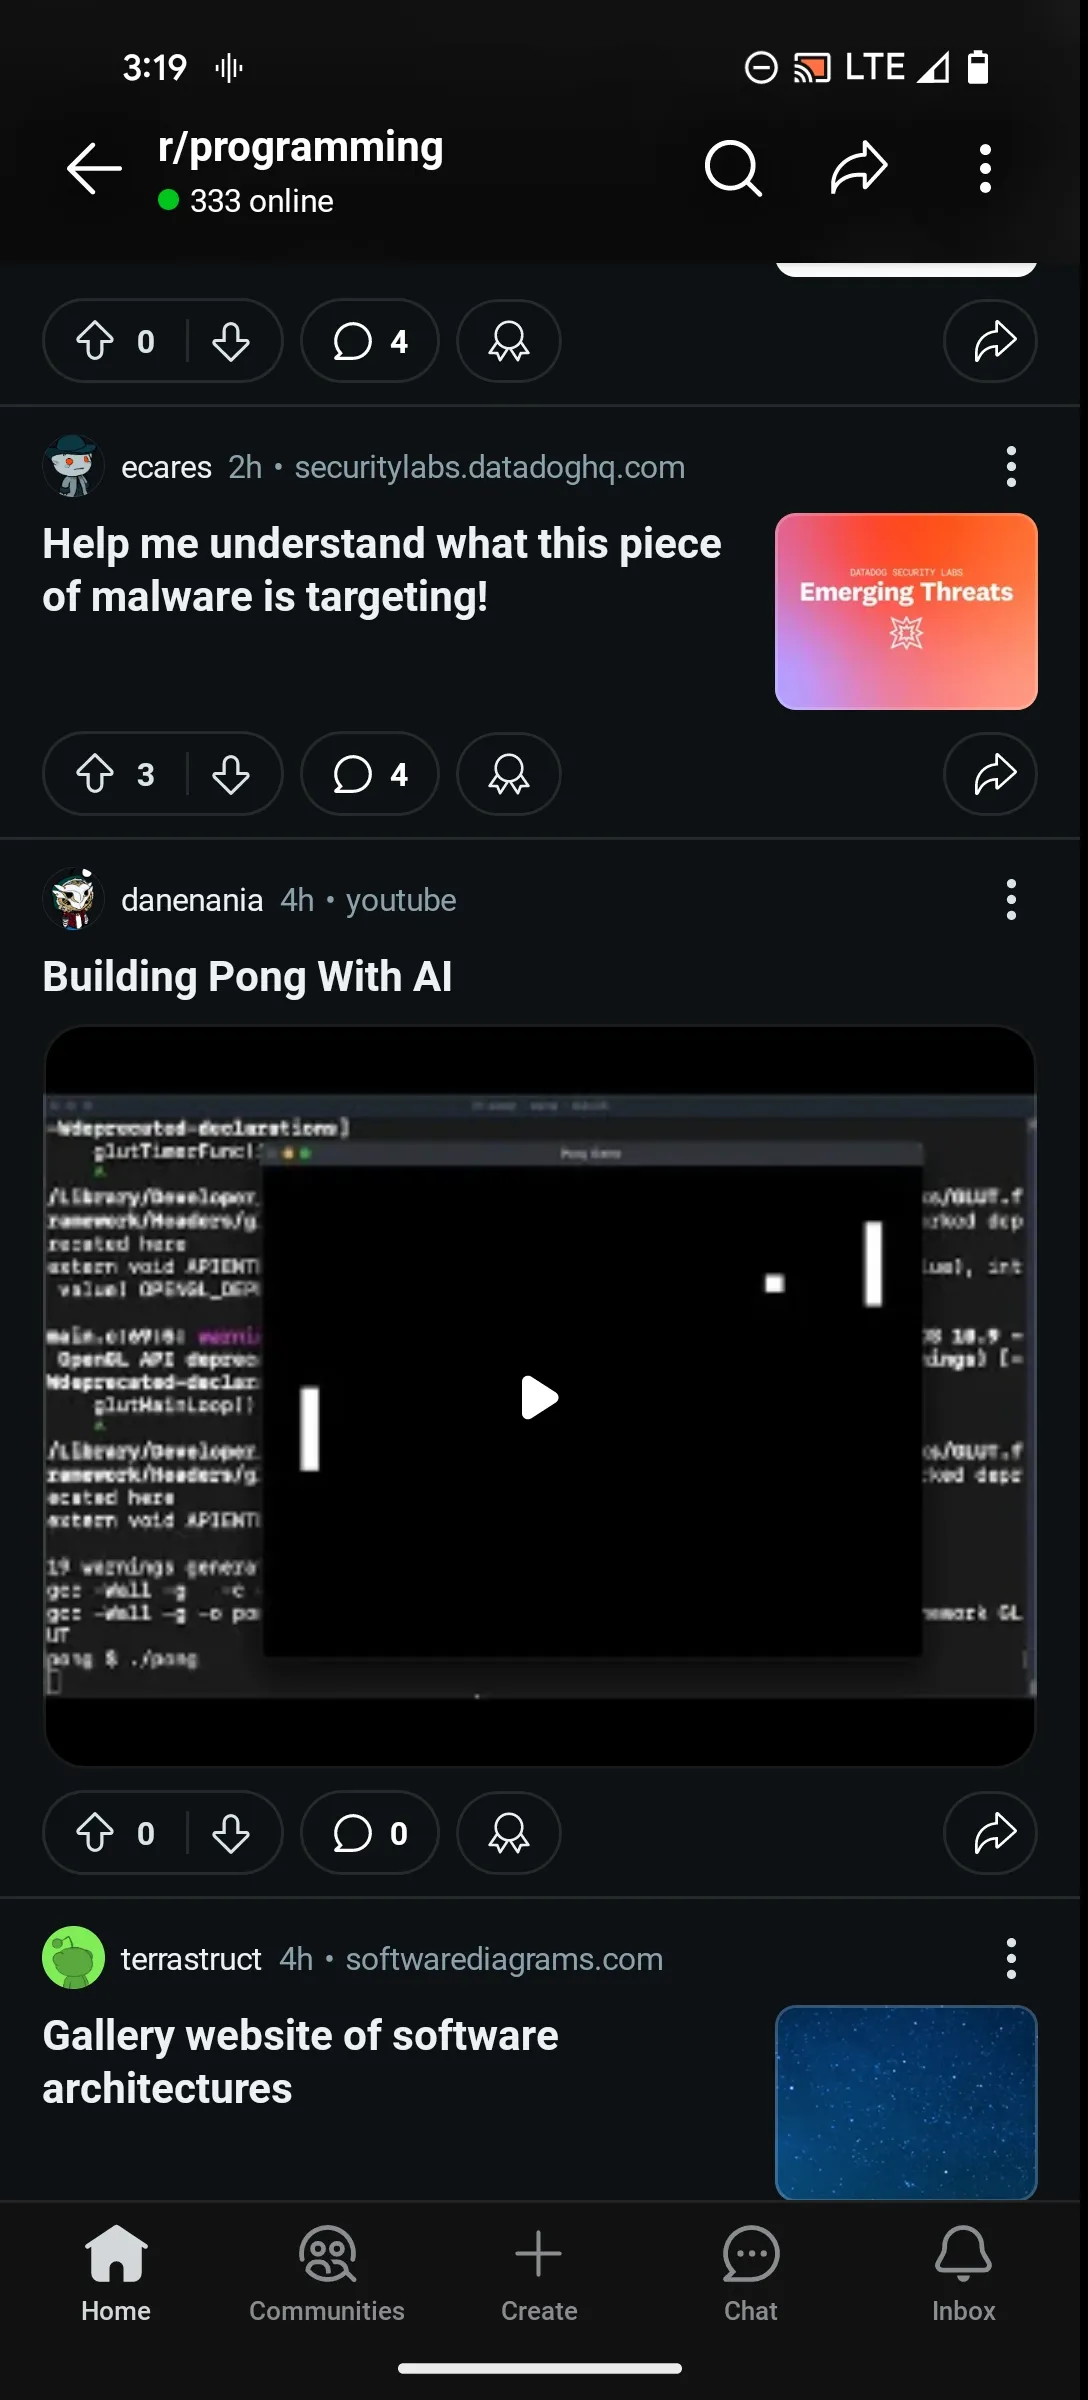 3:19 LTE
r/programming
333 online
0 4
ecares 2h • securitylabs.datadoghq.com
Help me understand what this piece
of malware is targeting!
DATADOG SECURITY LABS
Emerging Threats
3 4
danenania 4h • youtube
Building Pong With AI
-Wdeprecated-declarations]
glutTimerFunc(
Pong Game
/Library/Developer
ramework/Headers/g
recated here
extern void APIENT
value) OPENGL_DEP
main.c:69:5: warni
OpenGL API deprec
Wdeprecated-declar
glutMainLoop()
/Library/Developer
ramework/Headers/g
ecated here
extern void APIENT
19 warnings genera
gcc -Wall -g -c
gcc -Wall -g -o po
UT
pong $ ./pong
0 0
terrastruct 4h • softwarediagrams.com
Gallery website of software
architectures
Home Communities Create Chat Inbox